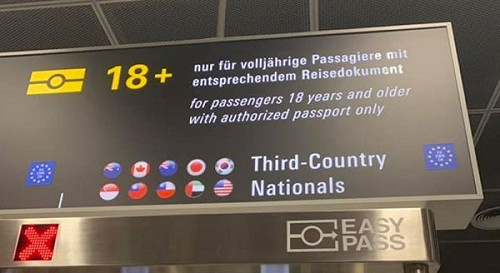 18+
nur für volljährige Passagiere mit
entsprechendem Reisedokument
for passengers 18 years and older
with authorized passport only
Third-Country
Nationals
EASY
PASS